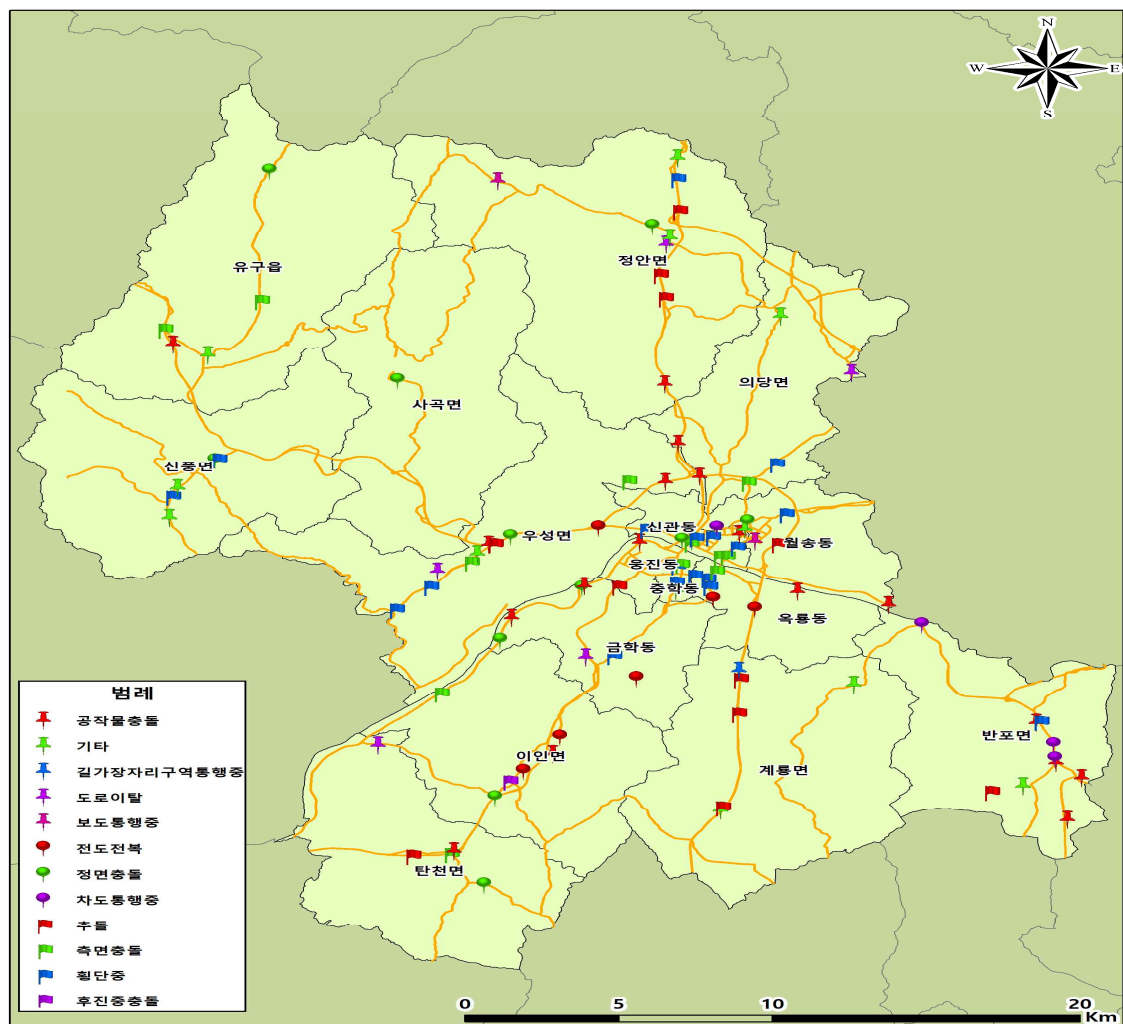 N
W
E
S
유구읍
정안면
의당면
사곡면
신풍면
우성면
신관동
월송동
웅진동
중학동
옥룡동
금학동
반포면
이인면
계룡면
탄천면
범례
공작물충돌
기타
길가장자리구역통행중
도로이탈
보도통행중
전도전복
정면충돌
차도통행중
추돌
측면충돌
횡단중
후진중충돌
0 5 10 20
Km